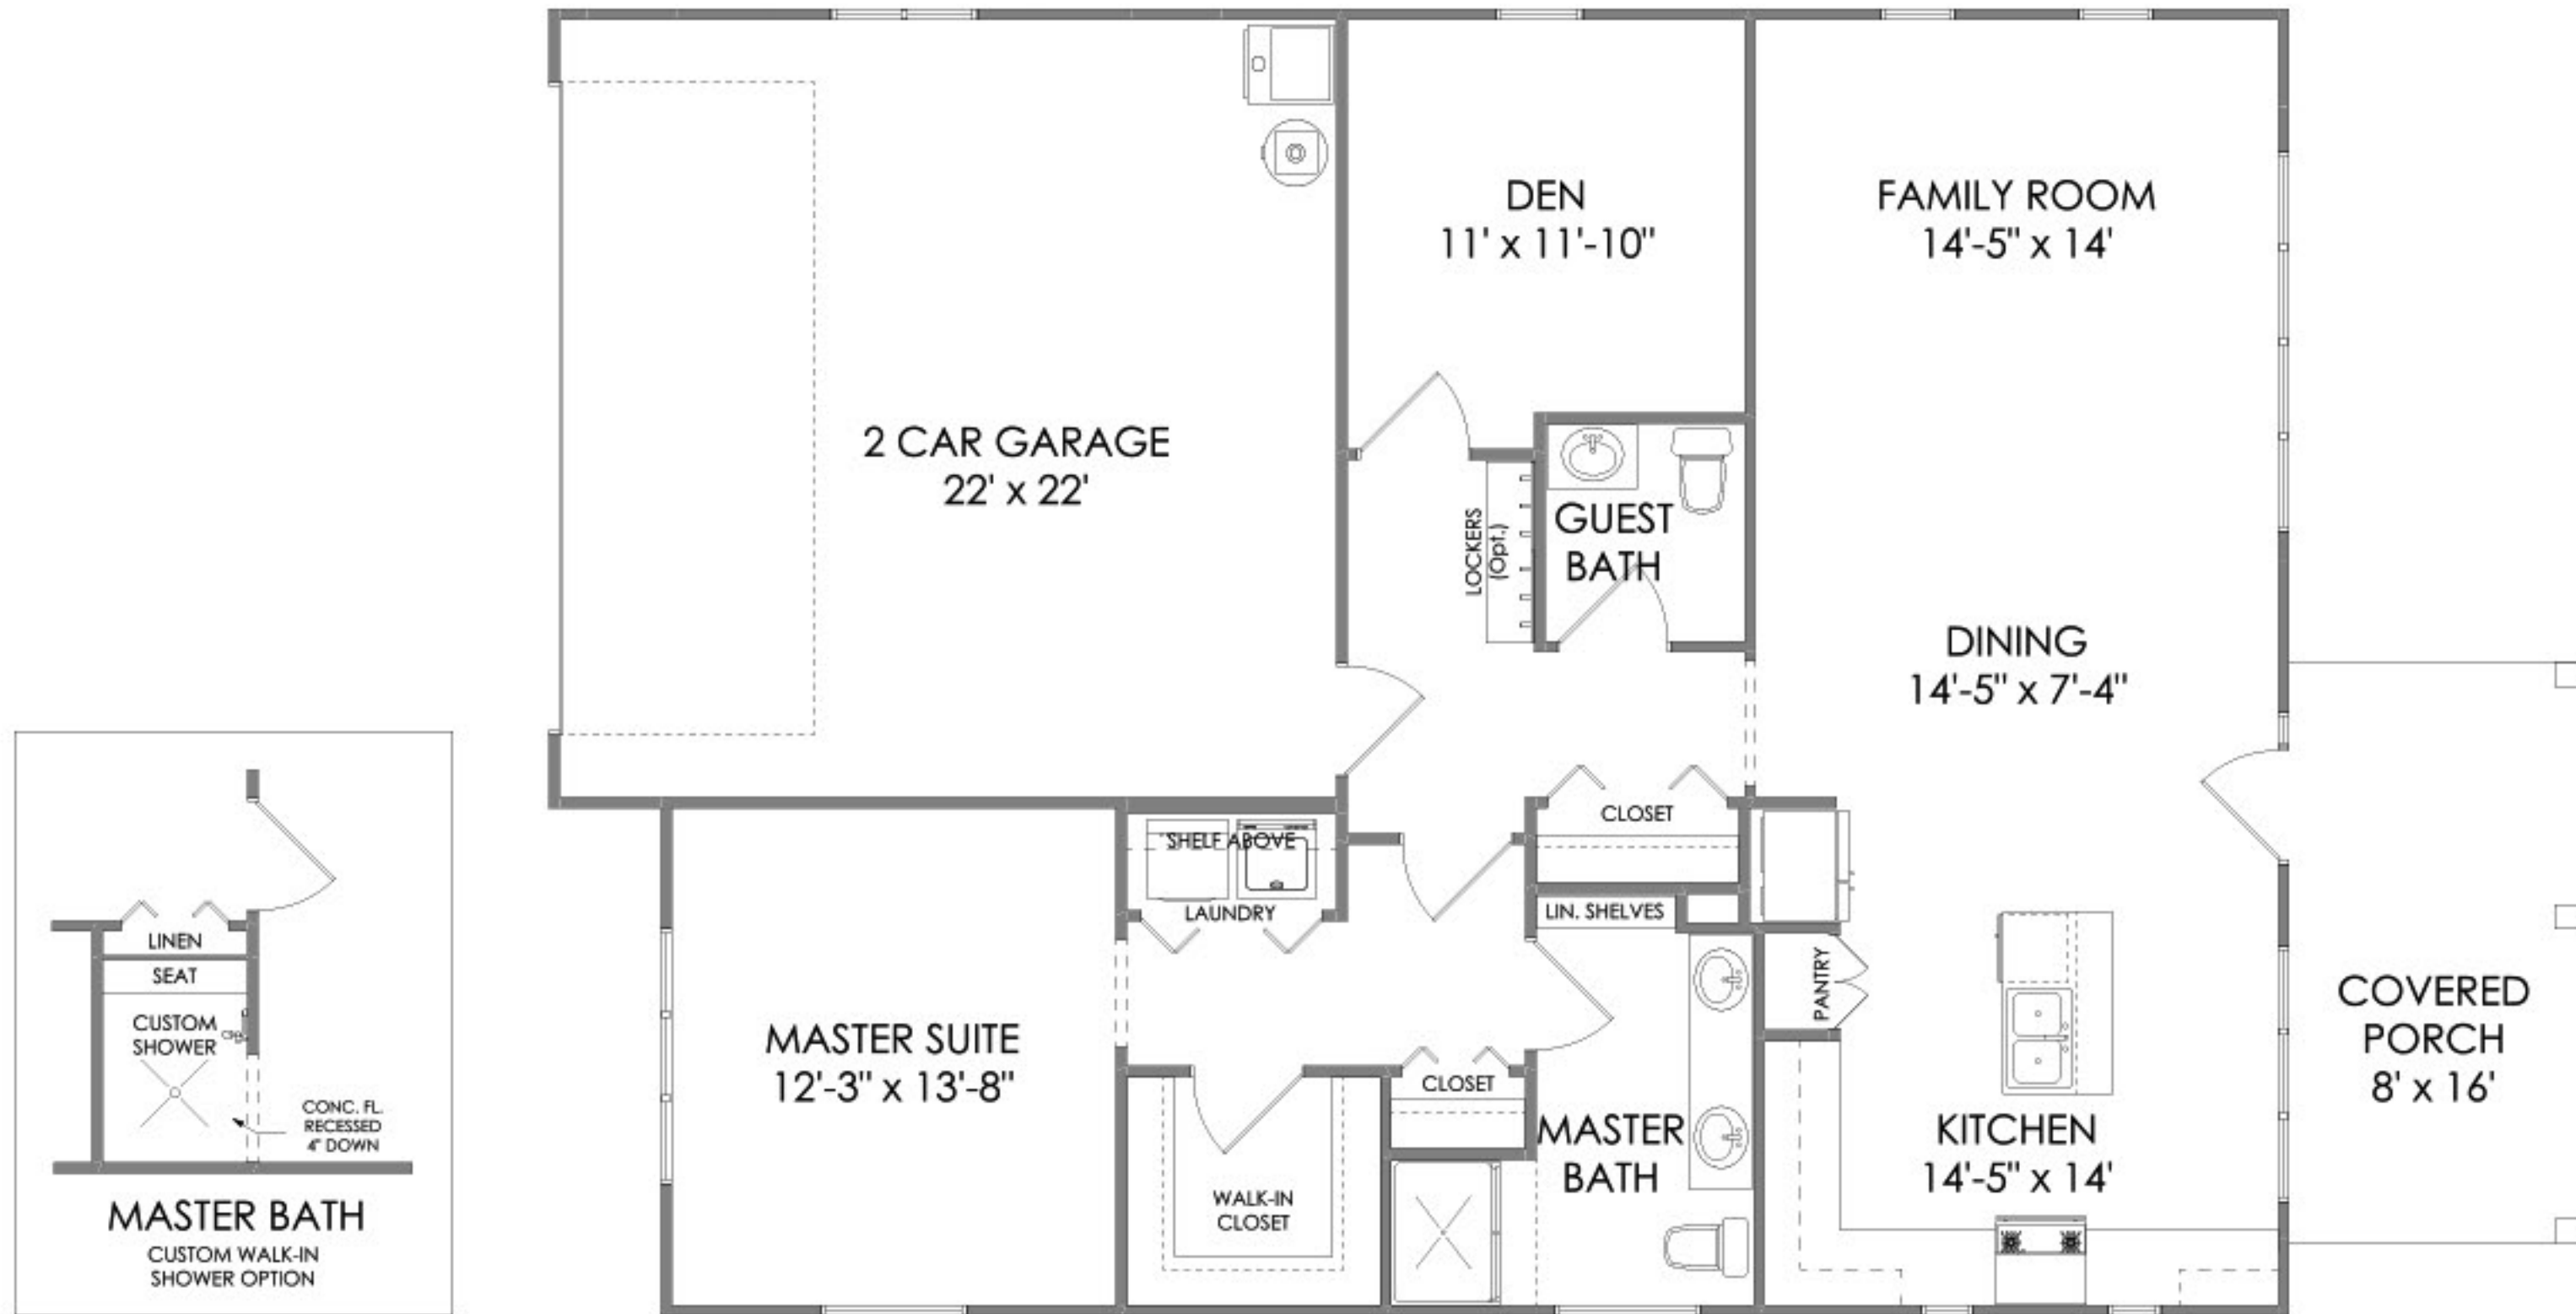 DEN
11' x 11'-10"
FAMILY ROOM
14'-5" x 14'
2 CAR GARAGE
22' x 22'
LOCKERS
(Opt.)
GUEST
BATH
DINING
14'-5" x 7'-4"
CLOSET
SHELF ABOVE
LAUNDRY
LIN. SHELVES
PANTRY
MASTER SUITE
12'-3" x 13'-8"
CLOSET
WALK-IN
CLOSET
MASTER
BATH
KITCHEN
14'-5" x 14'
COVERED
PORCH
8' x 16'
LINEN
SEAT
CUSTOM
SHOWER
CONC. FL.
RECESSED
4" DOWN
MASTER BATH
CUSTOM WALK-IN
SHOWER OPTION